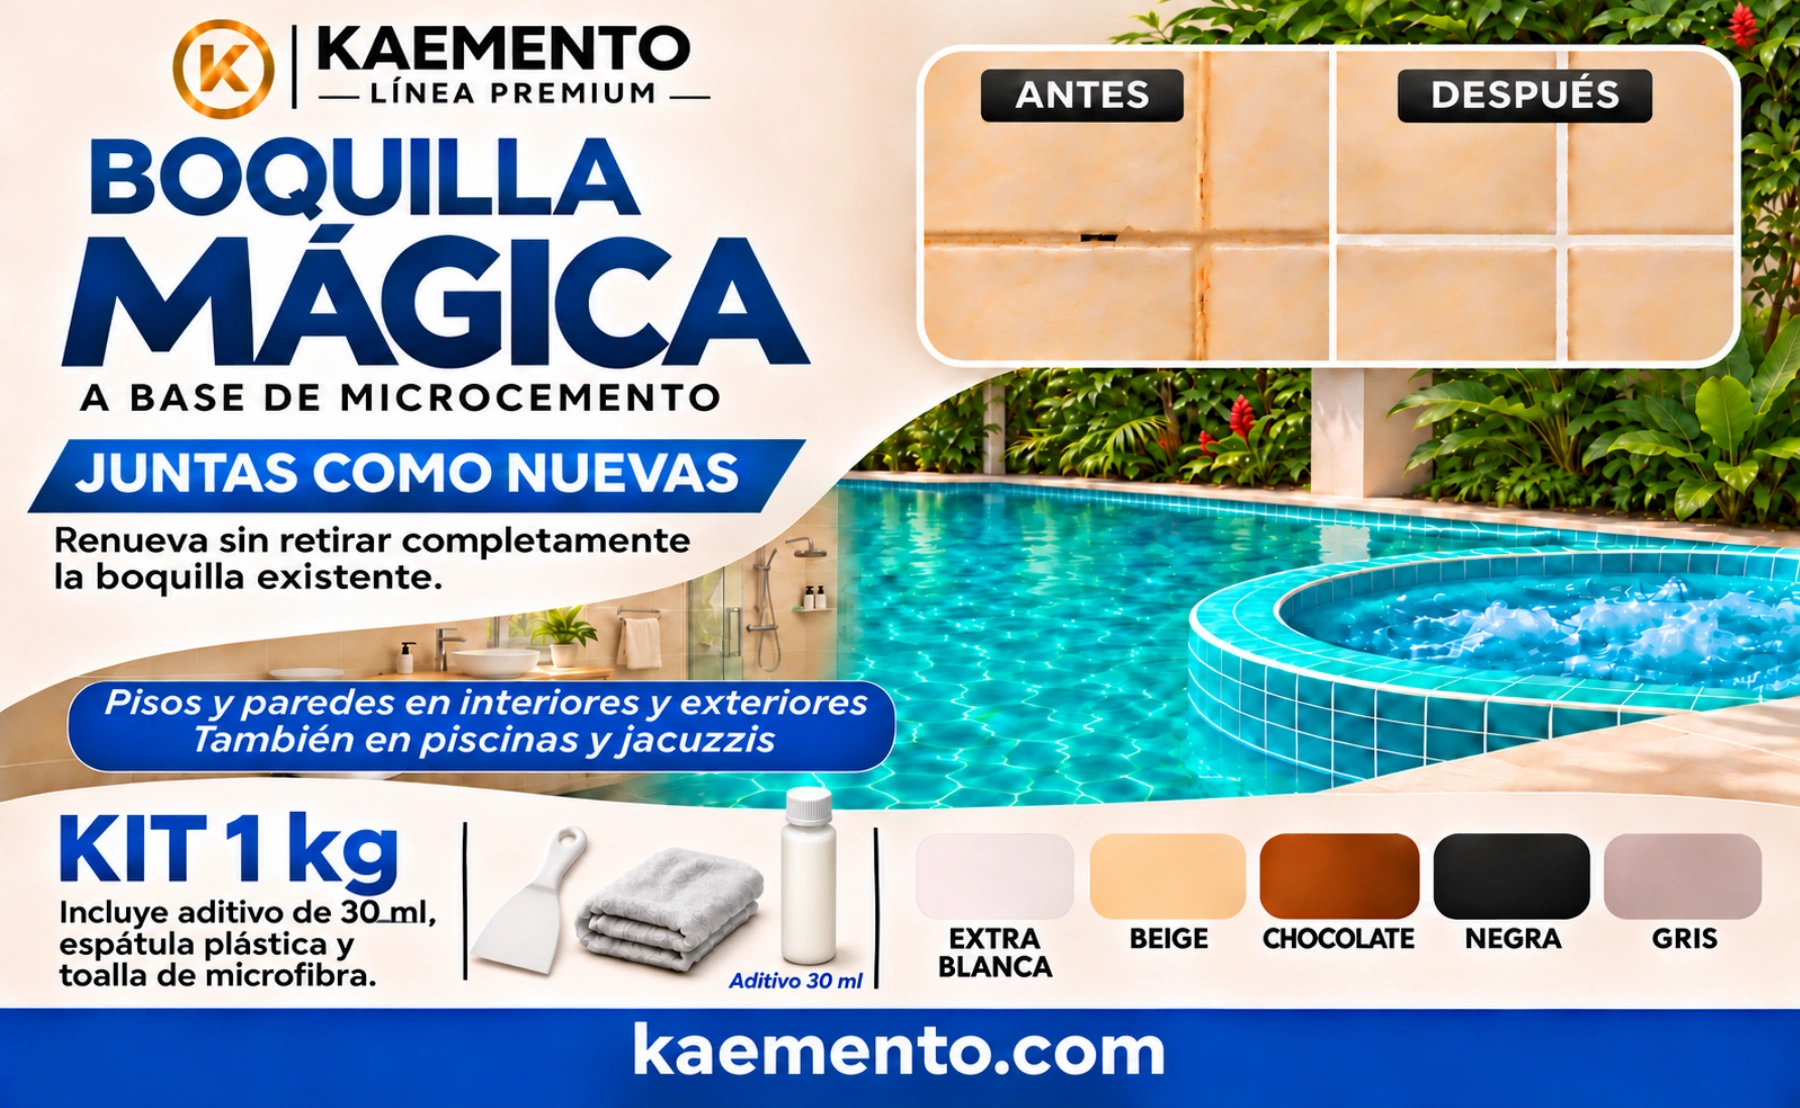 K
KAEMENTO
LÍNEA PREMIUM
BOQUILLA
MÁGICA
A BASE DE MICROCEMENTO
JUNTAS COMO NUEVAS
Renueva sin retirar completamente
la boquilla existente.
ANTES
DESPUÉS
Pisos y paredes en interiores y exteriores
También en piscinas y jacuzzis
KIT 1 kg
Incluye aditivo de 30 ml,
espátula plástica y
toalla de microfibra.
Aditivo 30 ml
EXTRA
BLANCA
BEIGE
CHOCOLATE
NEGRA
GRIS
kaemento.com